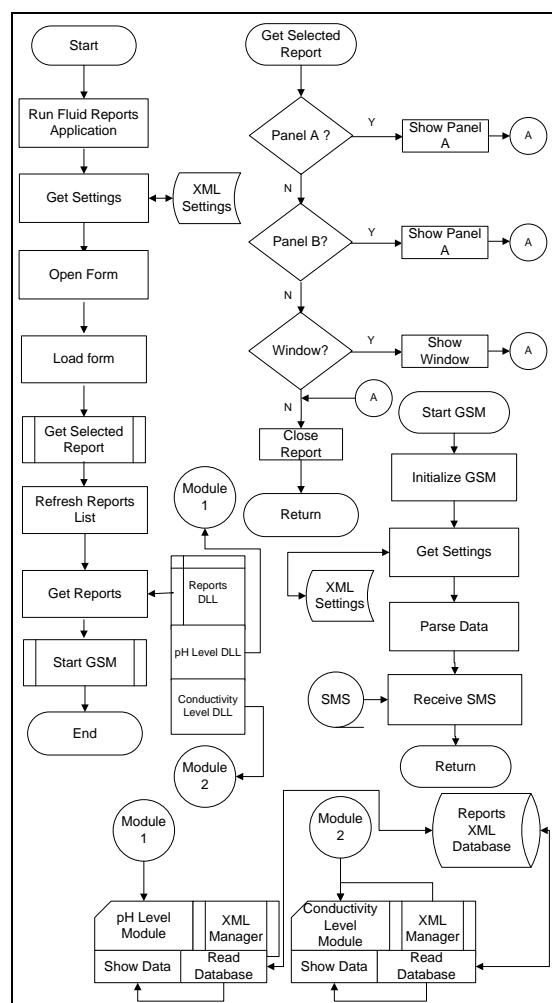 Start
Run Fluid Reports
Application
Get Settings
XML
Settings
Open Form
Load form
Get Selected
Report
Refresh Reports
List
Get Reports
Start GSM
End
Get Selected
Report
Panel A ?
Y
Show Panel
A
A
N
Panel B?
Y
Show Panel
A
A
N
Window?
Y
Show
Window
A
N
A
Close
Report
Return
Module
1
Reports
DLL
pH Level DLL
Conductivity
Level DLL
Module
2
Start GSM
Initialize GSM
Get Settings
XML
Settings
Parse Data
SMS
Receive SMS
Return
Module
1
pH Level
Module
XML
Manager
Show Data
Read
Database
Module
2
Conductivity
Level Module
XML
Manager
Show Data
Read
Database
Reports
XML
Database